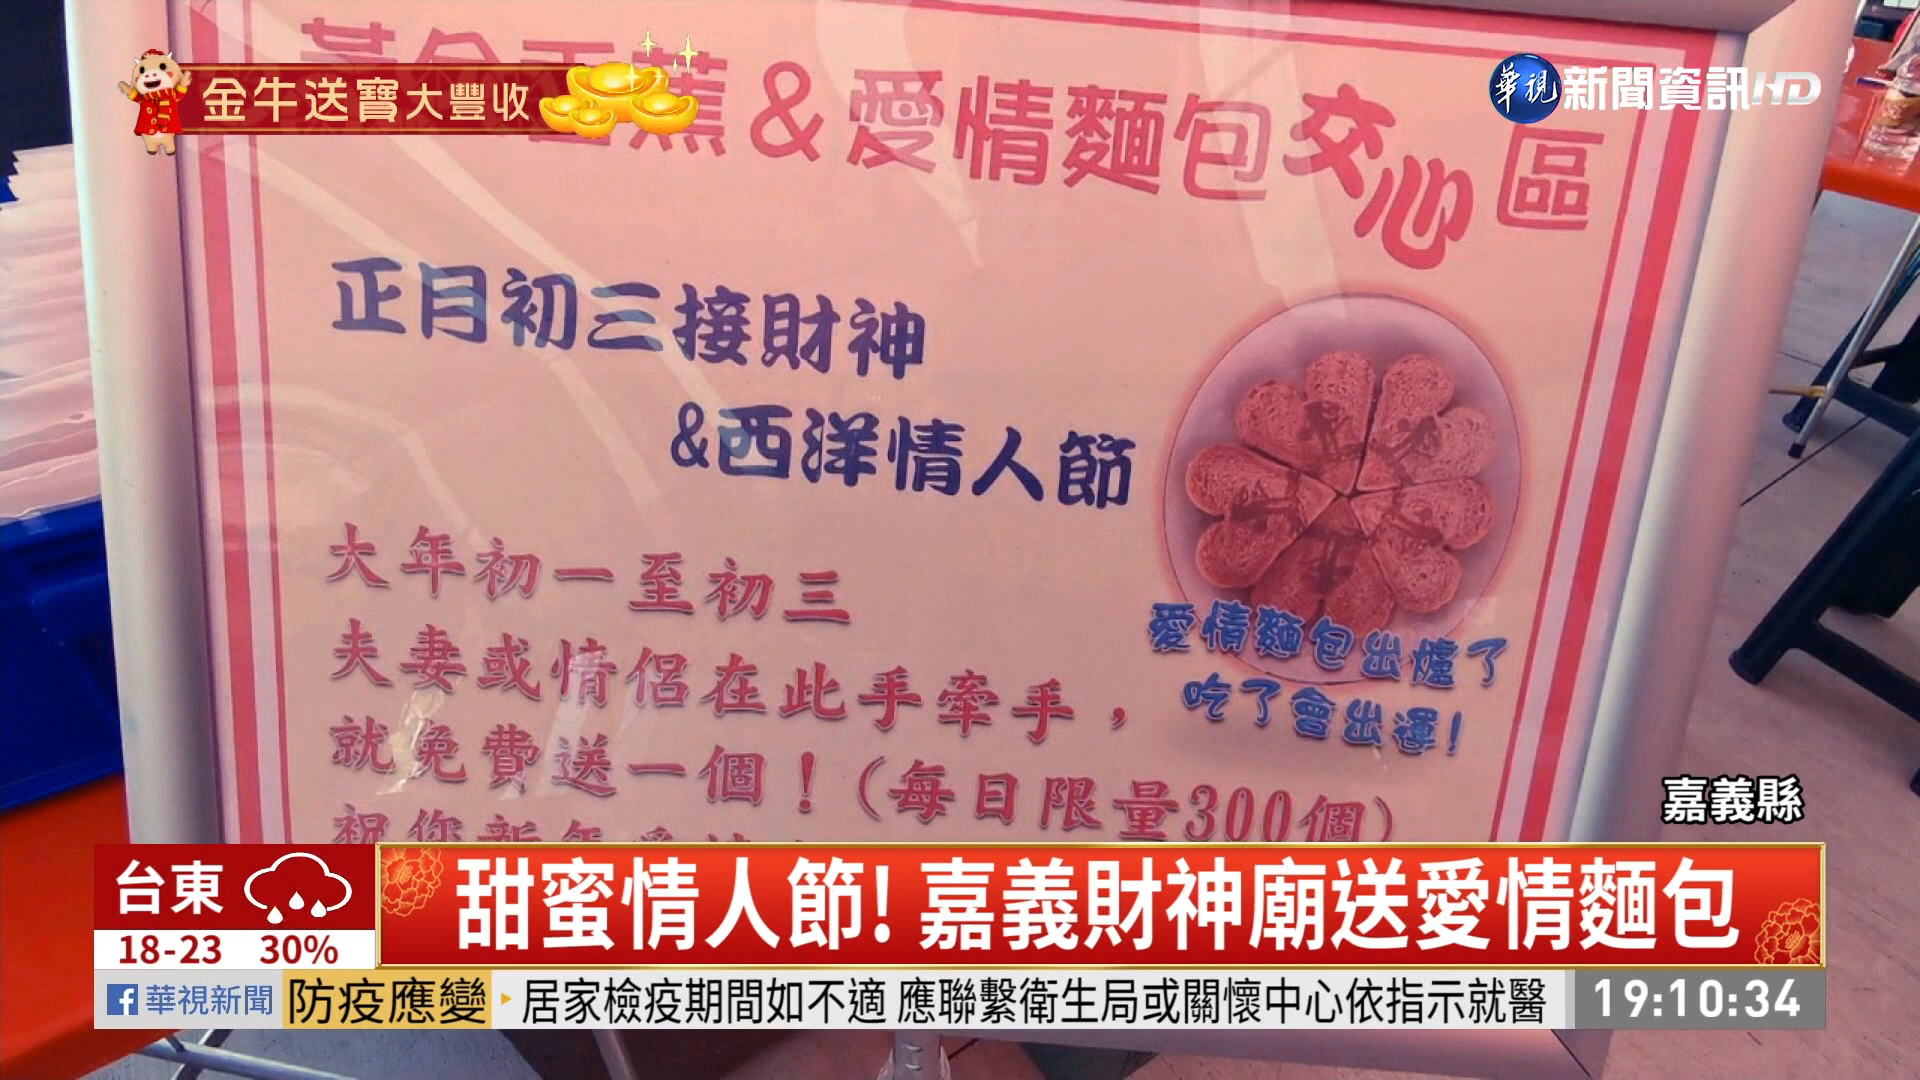 金牛送寶大豐收
華視 新聞資訊HD
黃金香蕉&愛情麵包交心區
正月初三接財神
&西洋情人節
大年初一至初三
夫妻或情侶在此手牽手，
就免費送一個！(每日限量300個)
愛情麵包出爐了
吃了會出運!
嘉義縣
台東
18-23 30%
甜蜜情人節! 嘉義財神廟送愛情麵包
華視新聞 防疫應變 居家檢疫期間如不適 應聯繫衛生局或關懷中心依指示就醫 19:10:34